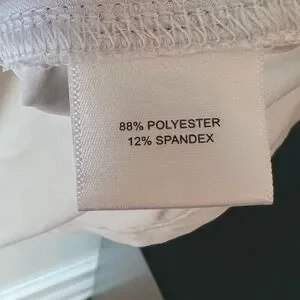 88% POLYESTER
12% SPANDEX